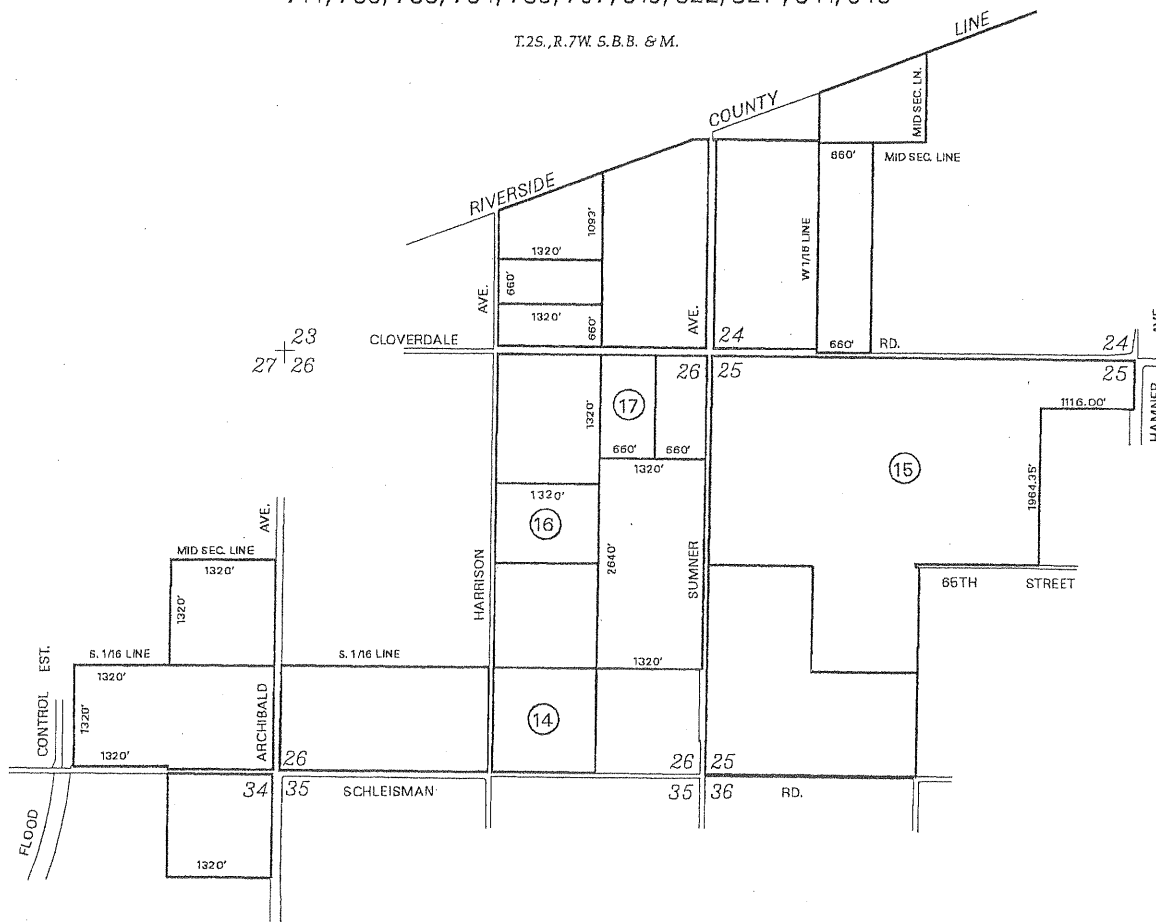 T.2S.,R.7W. S.B.B. & M.
LINE
COUNTY
MID SEC. LN.
RIVERSIDE
660'
MID SEC. LINE
1093'
1320'
W 1/16 LINE
AVE.
660'
1320'
660'
AVE.
AVE.
23
CLOVERDALE
24
660'
RD.
24
27 26
26 25
25
HAMNER
1116.00'
1320'
17
660'
660'
1320'
15
1320'
16
1964.35'
AVE.
MID SEC. LINE
1320'
HARRISON
2640'
SUMNER
65TH STREET
1320'
EST.
CONTROL
S. 1/16 LINE
S. 1/16 LINE
1320'
1320'
1320'
ARCHIBALD
14
1320'
26
26 25
34 35
SCHLEISMAN
35 36
RD.
FLOOD
1320'